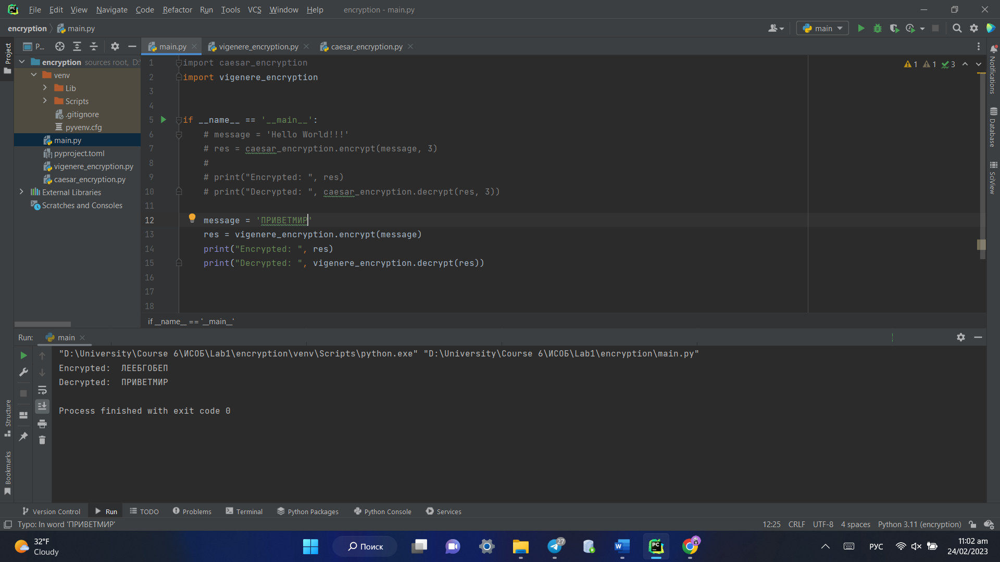 File Edit View Navigate Code Refactor Run Tools VCS Window Help encryption - main.py
encryption main.py main
Project
P... main.py vigenere_encryption.py caesar_encryption.py
encryption sources root, D:\
venv
Lib
Scripts
.gitignore
pyvenv.cfg
main.py
pyproject.toml
vigenere_encryption.py
caesar_encryption.py
External Libraries
Scratches and Consoles
1 import caesar_encryption
2 import vigenere_encryption
3
4
5 if __name__ == '__main__':
6 # message = 'Hello World!!!'
7 # res = caesar_encryption.encrypt(message, 3)
8 #
9 # print("Encrypted: ", res)
10 # print("Decrypted: ", caesar_encryption.decrypt(res, 3))
11
12 message = 'ПРИВЕТМИР'
13 res = vigenere_encryption.encrypt(message)
14 print("Encrypted: ", res)
15 print("Decrypted: ", vigenere_encryption.decrypt(res))
16
17
18
1 1 3
Notifications
Database
SciView
if __name__ == '__main__'
Run: main
"D:\University\Course 6\ИСОБ\Lab1\encryption\venv\Scripts\python.exe" "D:\University\Course 6\ИСОБ\Lab1\encryption\main.py"
Encrypted: ЛЕЕБГОБЕП
Decrypted: ПРИВЕТМИР
Process finished with exit code 0
Structure
Bookmarks
Version Control Run TODO Problems Terminal Python Packages Python Console Services
Typo: In word 'ПРИВЕТМИР' 12:25 CRLF UTF-8 4 spaces Python 3.11 (encryption)
32°F
Cloudy
Поиск
27
РУС
11:02 am
24/02/2023